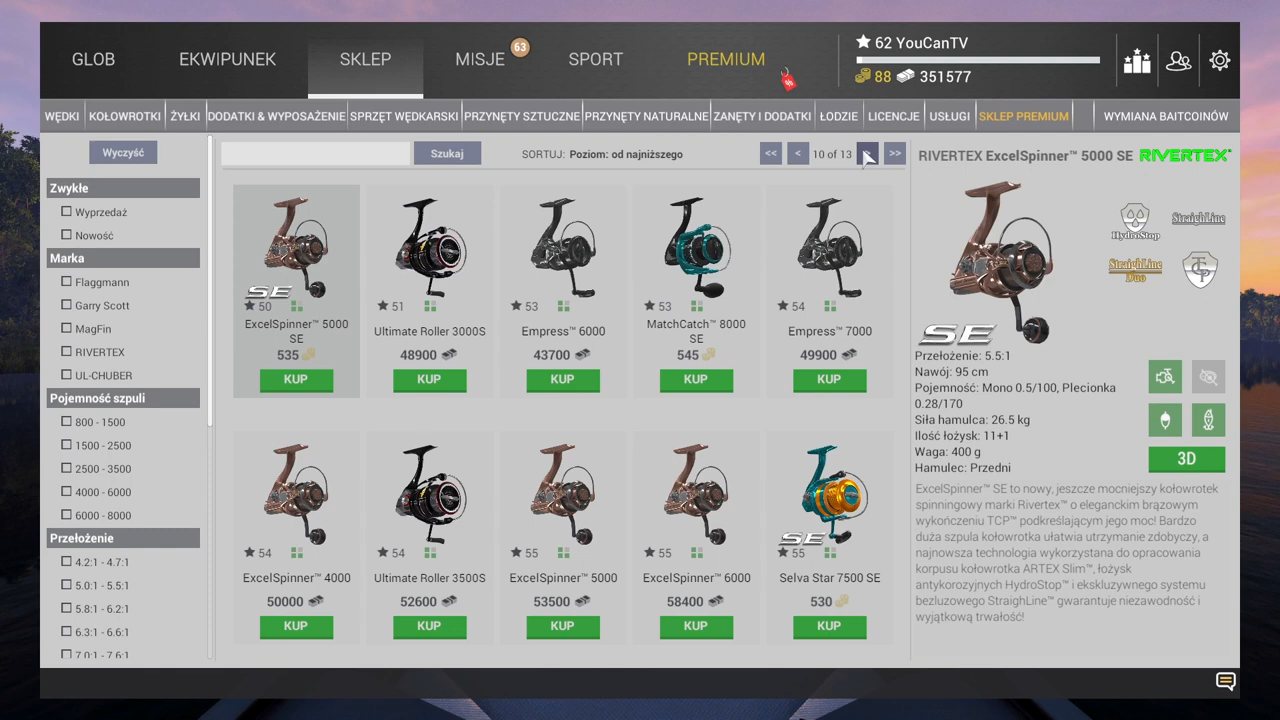 GLOB EKWIPUNEK SKLEP MISJE 63 SPORT PREMIUM %
62 YouCanTV
88 351577
WĘDKI KOŁOWROTKI ŻYŁKI DODATKI & WYPOSAŻENIE SPRZĘT WĘDKARSKI PRZYNĘTY SZTUCZNE PRZYNĘTY NATURALNE ZANĘTY I DODATKI ŁODZIE LICENCJE USŁUGI SKLEP PREMIUM WYMIANA BAITCOINÓW
Wyczyść
Zwykłe
Wyprzedaż
Nowość
Marka
Flaggmann
Garry Scott
MagFin
RIVERTEX
UL-CHUBER
Pojemność szpuli
800 - 1500
1500 - 2500
2500 - 3500
4000 - 6000
6000 - 8000
Przełożenie
4.2:1 - 4.7:1
5.0:1 - 5.5:1
5.8:1 - 6.2:1
6.3:1 - 6.6:1
7.0:1 - 7.6:1
Szukaj SORTUJ: Poziom: od najniższego << < 10 of 13 > >>
SE
50 51 53 53 54
ExcelSpinner™ 5000 SE
Ultimate Roller 3000S
Empress™ 6000
MatchCatch™ 8000 SE
Empress™ 7000
535 48900 43700 545 49900
KUP KUP KUP KUP KUP
SE
54 54 55 55 55
ExcelSpinner™ 4000 Ultimate Roller 3500S ExcelSpinner™ 5000 ExcelSpinner™ 6000 Selva Star 7500 SE
50000 52600 53500 58400 530
KUP KUP KUP KUP KUP
RIVERTEX ExcelSpinner™ 5000 SE RIVERTEX
HydroStop StraighLine
StraighLine Duo TCP
SE
Przełożenie: 5.5:1
Nawój: 95 cm
Pojemność: Mono 0.5/100, Plecionka
0.28/170
Siła hamulca: 26.5 kg
Ilość łożysk: 11+1
Waga: 400 g
Hamulec: Przedni
3D
ExcelSpinner™ SE to nowy, jeszcze mocniejszy kołowrotek
spinningowy marki Rivertex™ o eleganckim brązowym
wykończeniu TCP™ podkreślającym jego moc! Bardzo
duża szpula kołowrotka ułatwia utrzymanie zdobyczy, a
najnowsza technologia wykorzystana do opracowania
korpusu kołowrotka ARTEX Slim™, łożysk
antykorozyjnych HydroStop™ i ekskluzywnego systemu
bezluzowego StraighLine™ gwarantuje niezawodność i
wyjątkową trwałość!